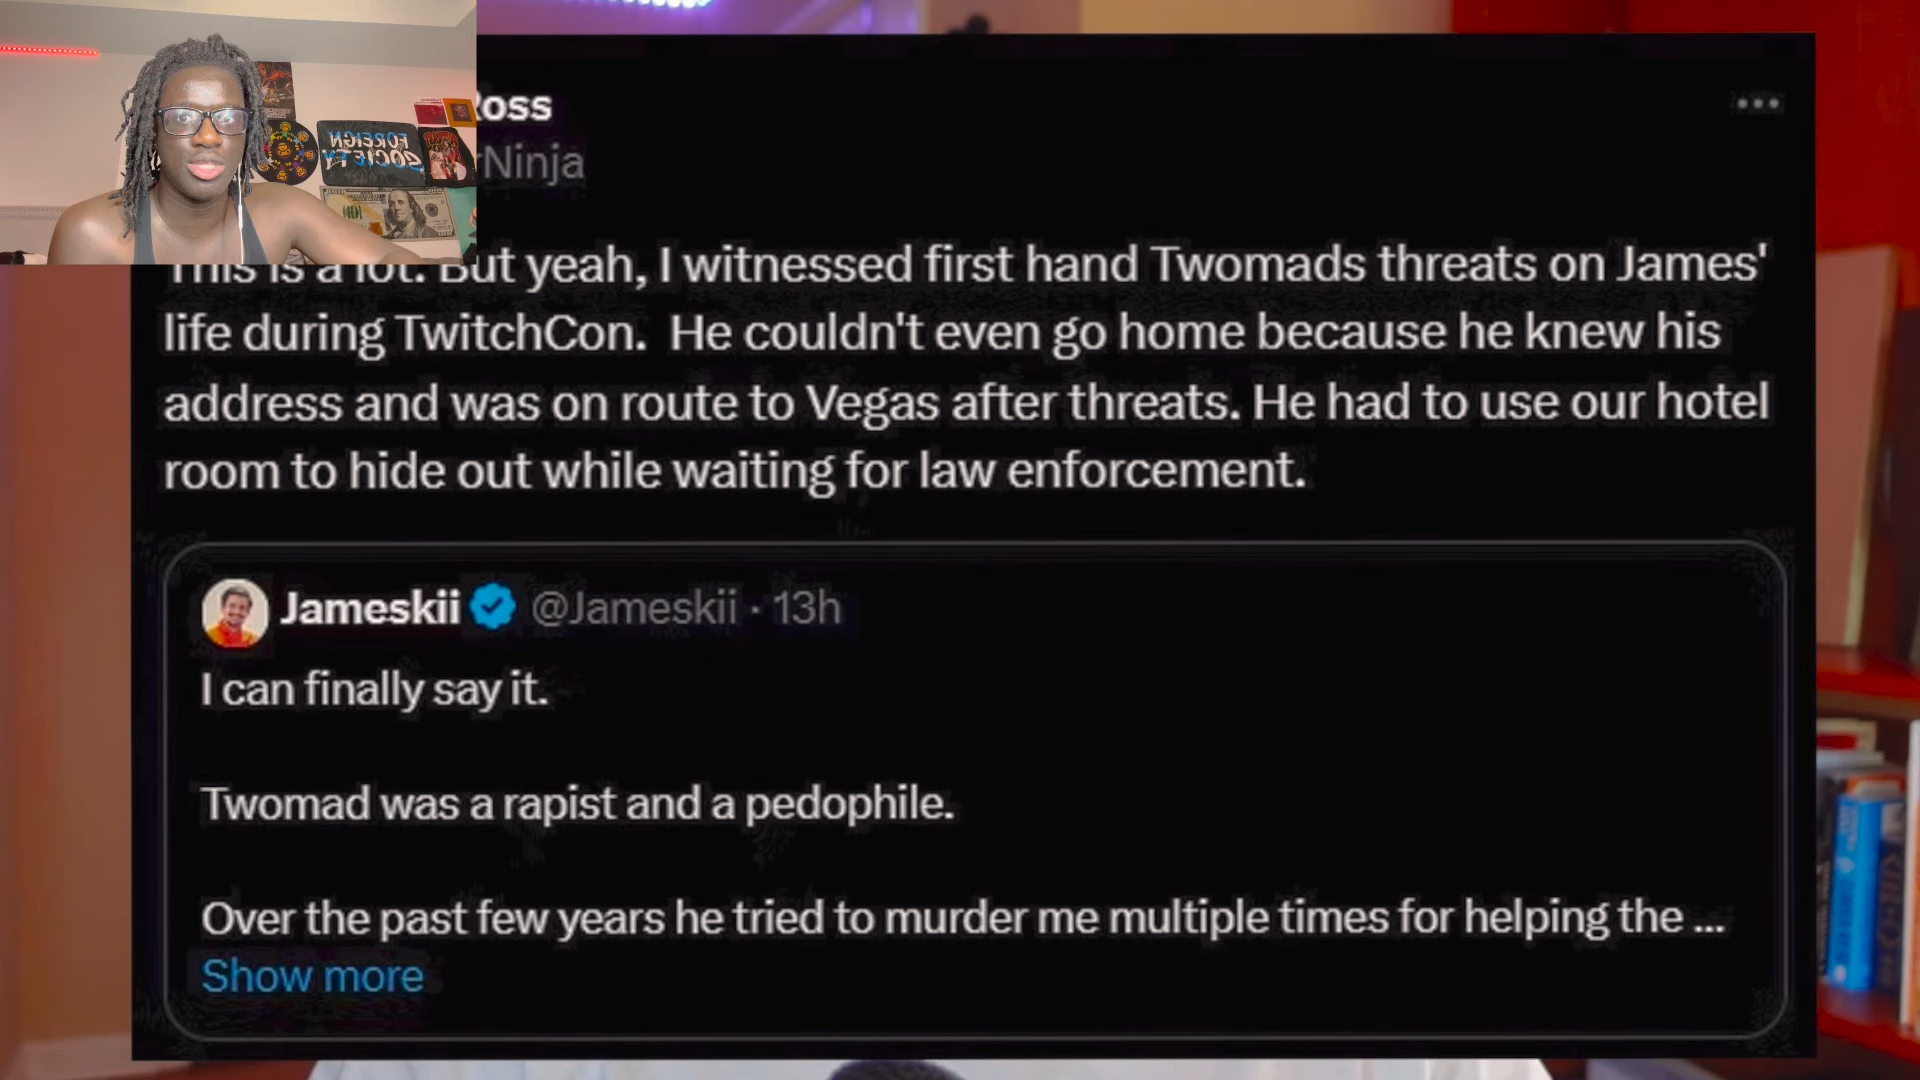 Ross
rNinja
This is a lot. But yeah, I witnessed first hand Twomads threats on James'
life during TwitchCon. He couldn't even go home because he knew his
address and was on route to Vegas after threats. He had to use our hotel
room to hide out while waiting for law enforcement.
Jameskii @Jameskii · 13h
I can finally say it.
Twomad was a rapist and a pedophile.
Over the past few years he tried to murder me multiple times for helping the ...
Show more
FOREIGN
SOCIETY